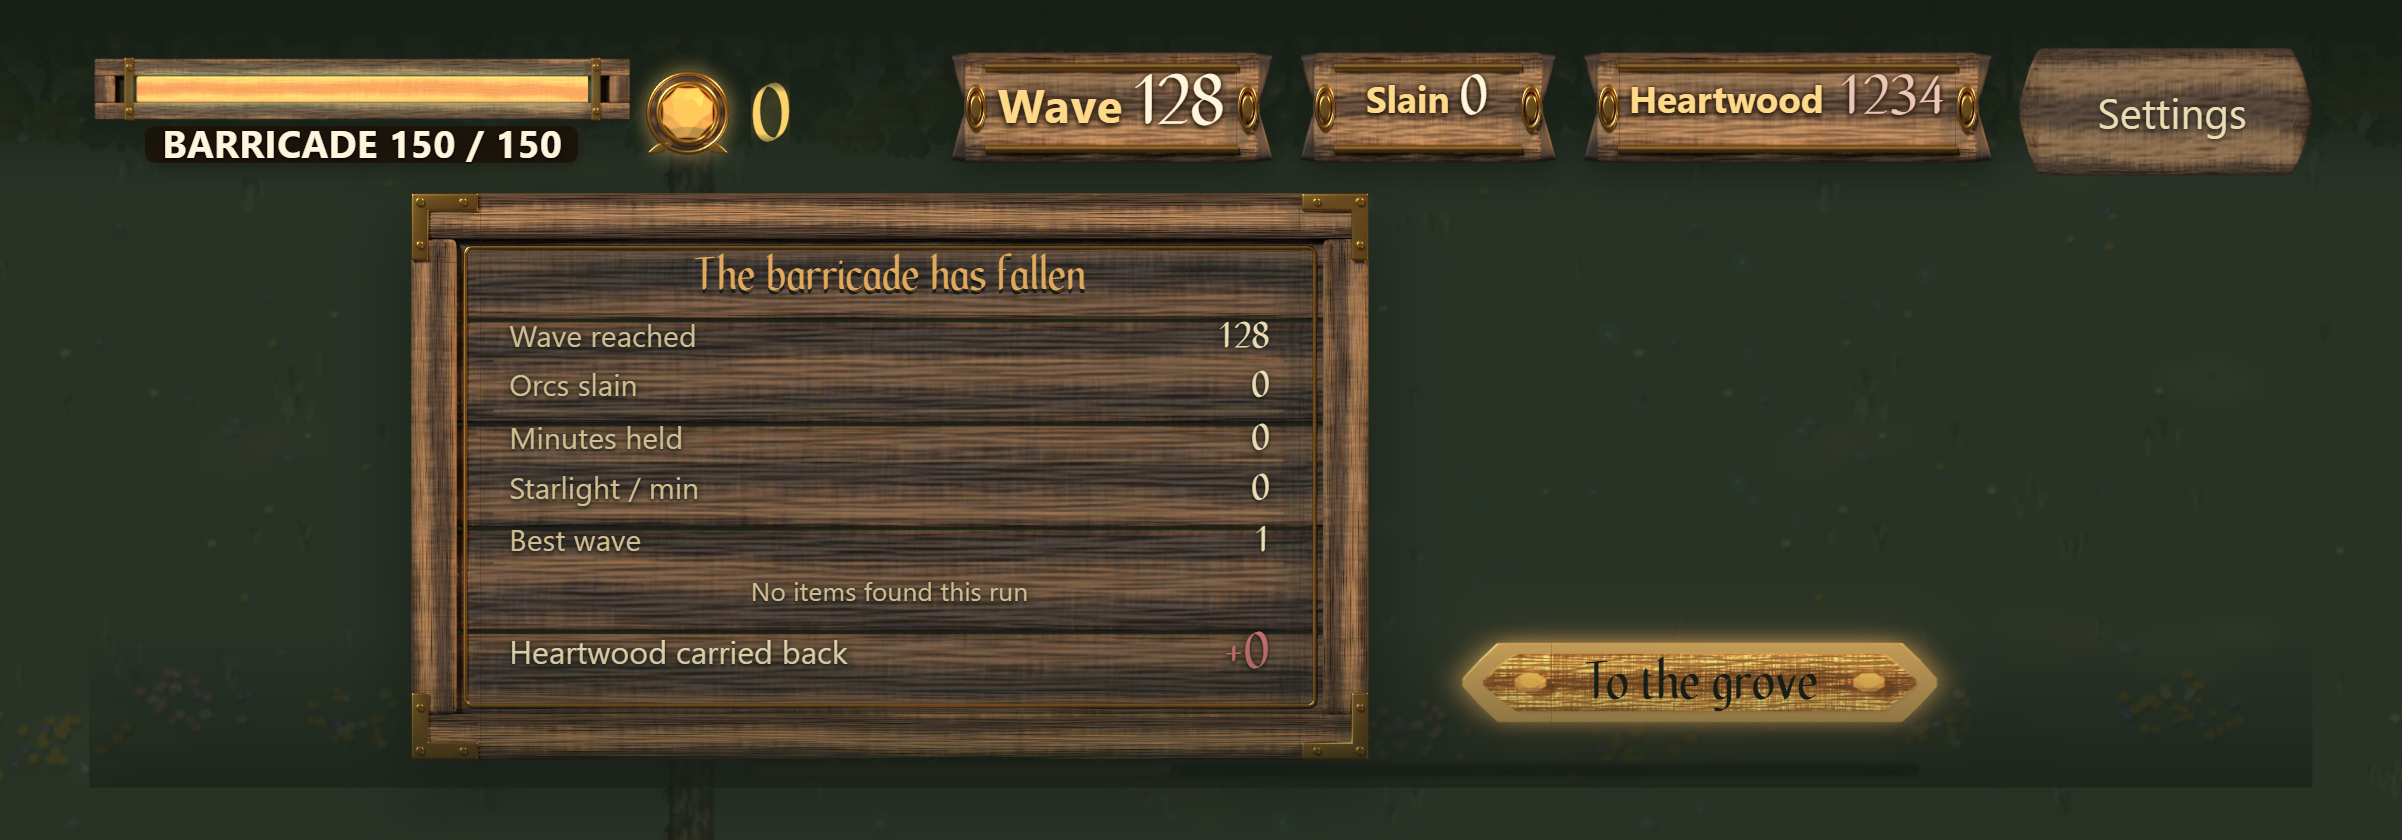 BARRICADE 150 / 150
0
Wave 128
Slain 0
Heartwood 1234
Settings
The barricade has fallen
Wave reached 128
Orcs slain 0
Minutes held 0
Starlight / min 0
Best wave 1
No items found this run
Heartwood carried back +0
To the grove